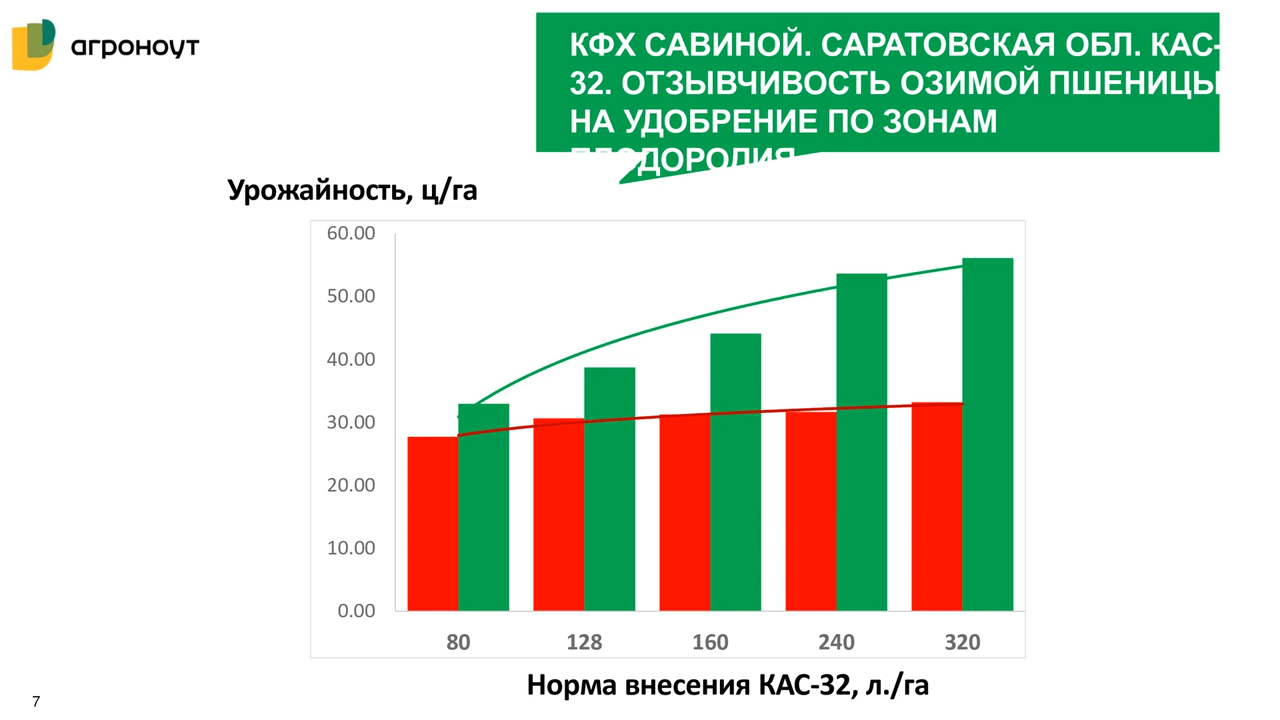 агроноут
КФХ САВИНОЙ. САРАТОВСКАЯ ОБЛ. КАС-
32. ОТЗЫВЧИВОСТЬ ОЗИМОЙ ПШЕНИЦЫ
НА УДОБРЕНИЕ ПО ЗОНАМ
ПЛОДОРОДИЯ
Урожайность, ц/га
60.00
50.00
40.00
30.00
20.00
10.00
0.00
80 128 160 240 320
Норма внесения КАС-32, л./га
7